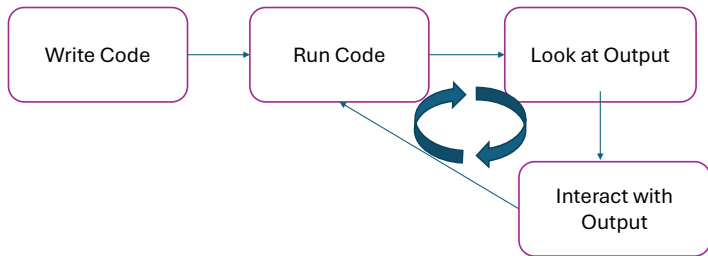 Write Code
Run Code
Look at Output
Interact with
Output